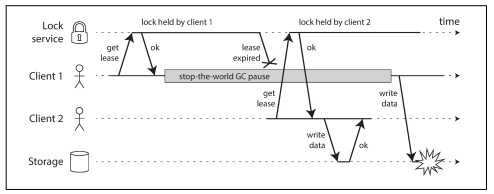 Lock
service
lock held by client 1
lock held by client 2
time
get
lease
ok
lease
expired
ok
Client 1
stop-the-world GC pause
get
lease
write
data
Client 2
write
data
ok
Storage